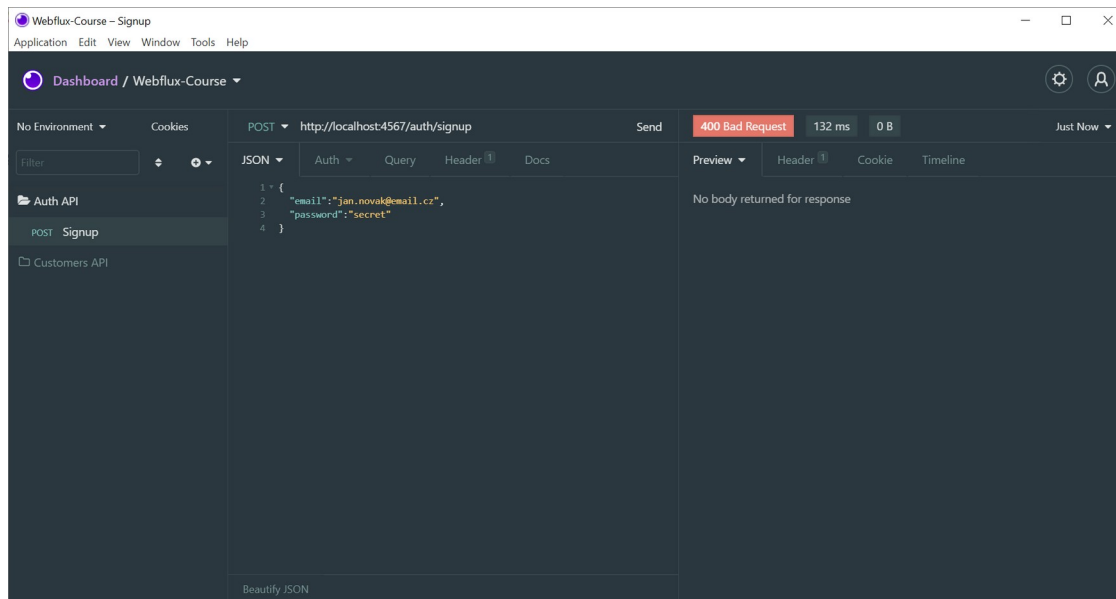 Webflux-Course – Signup
Application Edit View Window Tools Help
Dashboard / Webflux-Course
No Environment Cookies
POST http://localhost:4567/auth/signup Send
400 Bad Request 132 ms 0 B Just Now
Filter
JSON Auth Query Header 1 Docs
Preview Header 1 Cookie Timeline
1 {
2 "email":"jan.novak@email.cz",
3 "password":"secret"
4 }
No body returned for response
Auth API
POST Signup
Customers API
Beautify JSON